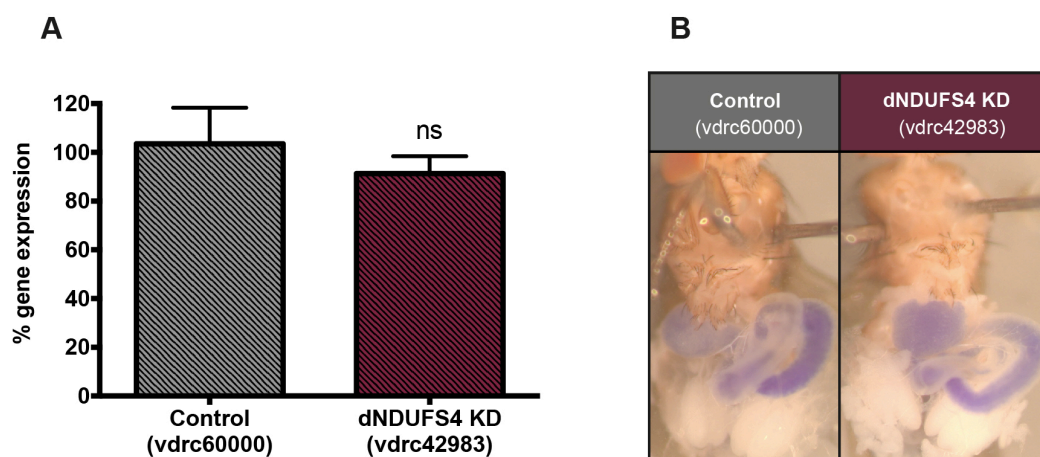 A
% gene expression
120
100
80
60
40
20
0
ns
Control
(vdrc60000)
dNDUFS4 KD
(vdrc42983)
B
Control
(vdrc60000)
dNDUFS4 KD
(vdrc42983)